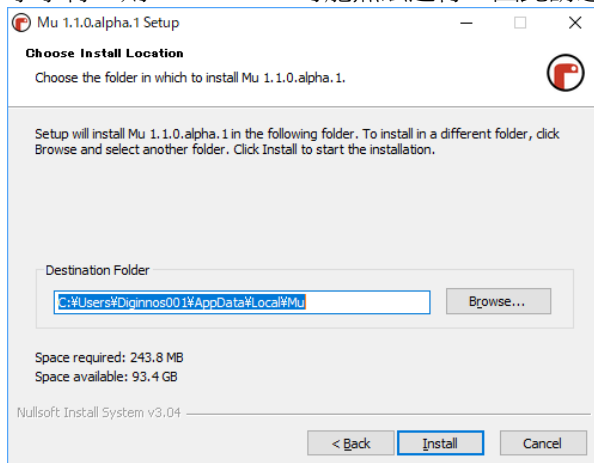 Mu 1.1.0.alpha.1 Setup
Choose Install Location
Choose the folder in which to install Mu 1.1.0.alpha.1.
Setup will install Mu 1.1.0.alpha.1 in the following folder. To install in a different folder, click
Browse and select another folder. Click Install to start the installation.
Destination Folder
C:¥Users¥Diginnos001¥AppData¥Local¥Mu
Browse...
Space required: 243.8 MB
Space available: 93.4 GB
Nullsoft Install System v3.04
< Back
Install
Cancel